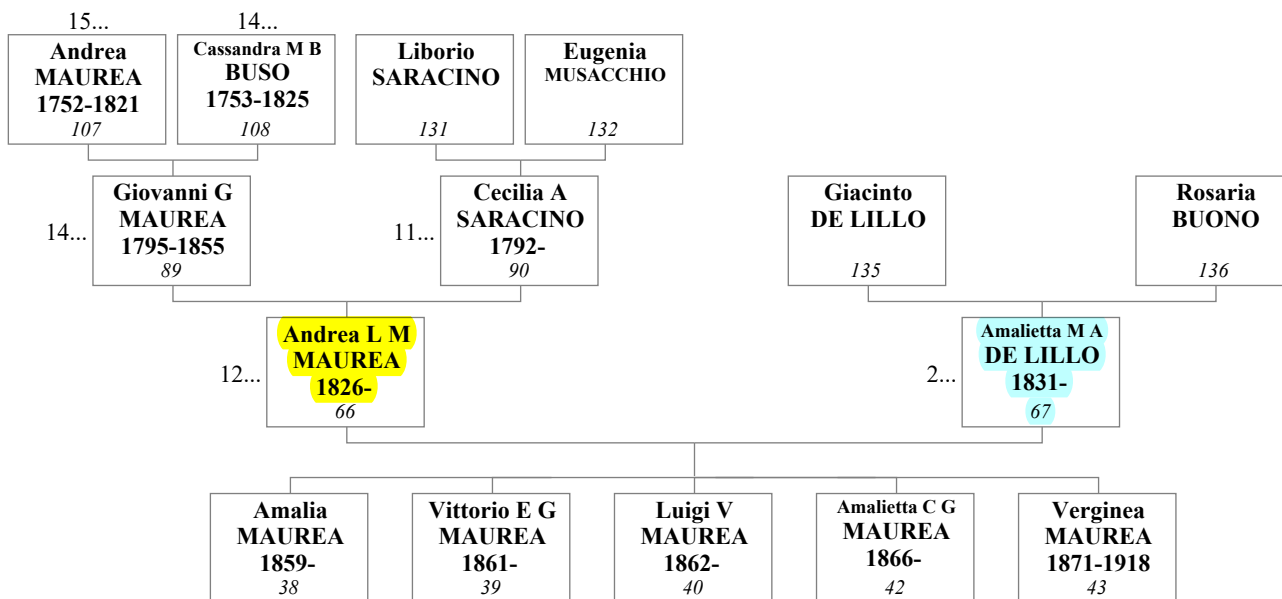 15...
14...
Andrea
MAUREA
1752-1821
107
Cassandra M B
BUSO
1753-1825
108
Liborio
SARACINO
131
Eugenia
MUSACCHIO
132
14...
Giovanni G
MAUREA
1795-1855
89
11...
Cecilia A
SARACINO
1792-
90
Giacinto
DE LILLO
135
Rosaria
BUONO
136
12...
Andrea L M
MAUREA
1826-
66
2...
Amalietta M A
DE LILLO
1831-
67
Amalia
MAUREA
1859-
38
Vittorio E G
MAUREA
1861-
39
Luigi V
MAUREA
1862-
40
Amalietta C G
MAUREA
1866-
42
Verginea
MAUREA
1871-1918
43